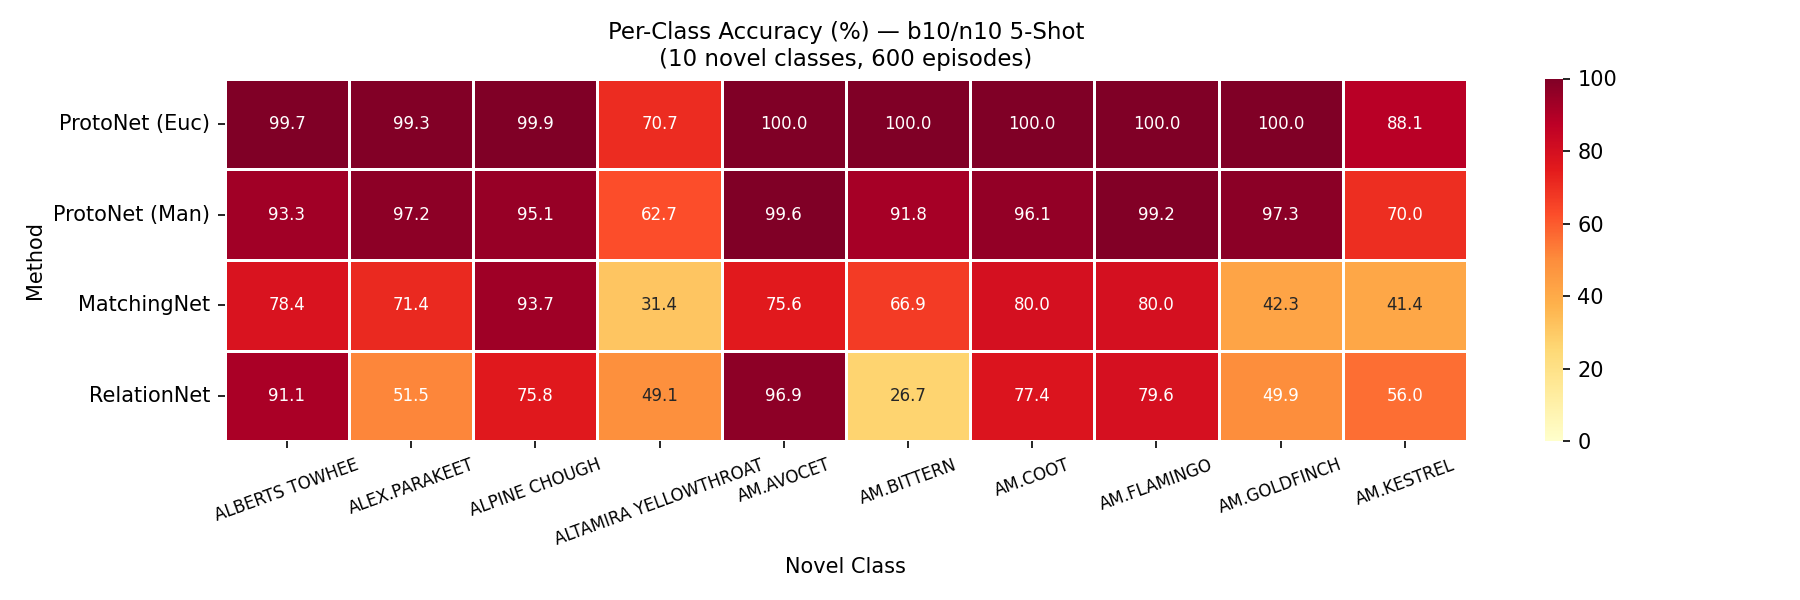 Per-Class Accuracy (%) — b10/n10 5-Shot
(10 novel classes, 600 episodes)
Method
ProtoNet (Euc) 99.7 99.3 99.9 70.7 100.0 100.0 100.0 100.0 100.0 88.1
ProtoNet (Man) 93.3 97.2 95.1 62.7 99.6 91.8 96.1 99.2 97.3 70.0
MatchingNet 78.4 71.4 93.7 31.4 75.6 66.9 80.0 80.0 42.3 41.4
RelationNet 91.1 51.5 75.8 49.1 96.9 26.7 77.4 79.6 49.9 56.0
ALBERTS TOWHEE ALEX.PARAKEET ALPINE CHOUGH ALTAMIRA YELLOWTHROAT AM.AVOCET AM.BITTERN AM.COOT AM.FLAMINGO AM.GOLDFINCH AM.KESTREL
Novel Class
100
80
60
40
20
0